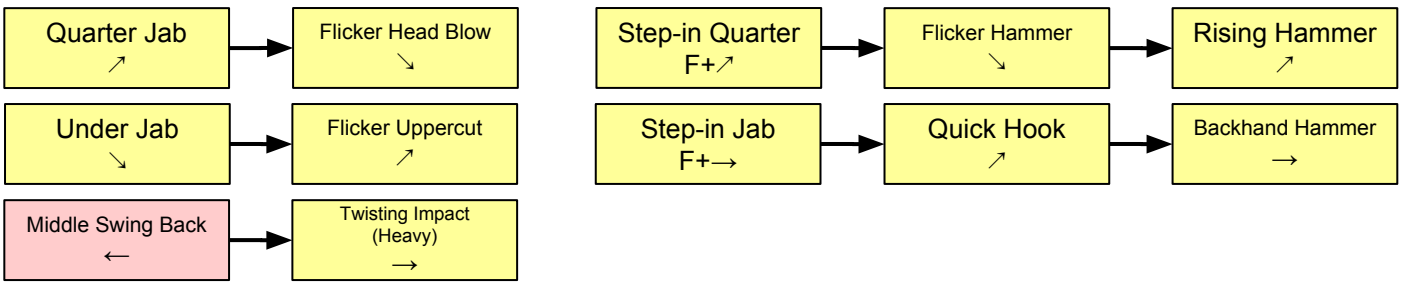 Quarter Jab
↗
Flicker Head Blow
↘
Step-in Quarter
F+↗
Flicker Hammer
↘
Rising Hammer
↗
Under Jab
↘
Flicker Uppercut
↗
Step-in Jab
F+→
Quick Hook
↗
Backhand Hammer
→
Middle Swing Back
←
Twisting Impact
(Heavy)
→